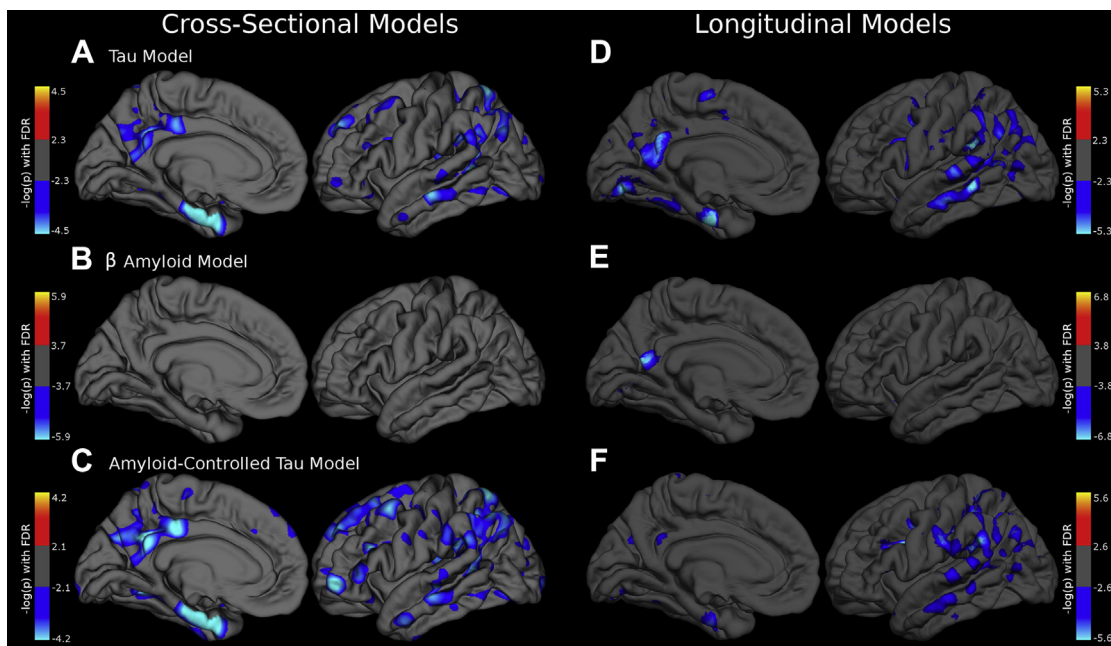 Cross-Sectional Models
Longitudinal Models
A Tau Model
D
4.5
2.3
-2.3
-4.5
-log(p) with FDR
5.3
2.3
-2.3
-5.3
-log(p) with FDR
B β Amyloid Model
E
5.9
3.7
-3.7
-5.9
-log(p) with FDR
6.8
3.8
-3.8
-6.8
-log(p) with FDR
C Amyloid-Controlled Tau Model
F
4.2
2.1
-2.1
-4.2
-log(p) with FDR
5.6
2.6
-2.6
-5.6
-log(p) with FDR